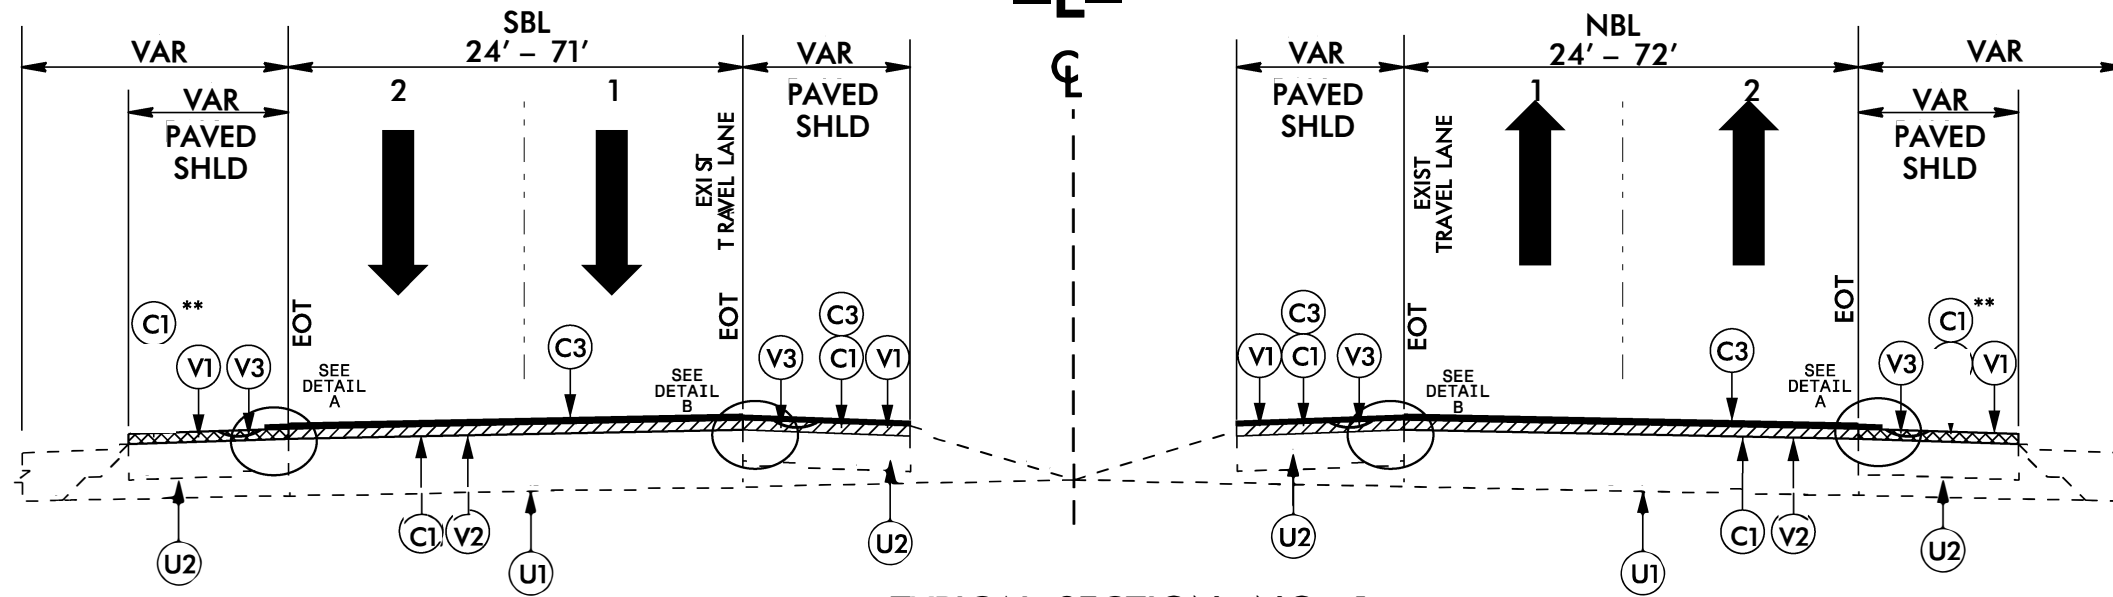 -L-
SBL
NBL
VAR
24' – 71'
VAR
℄
VAR
24' – 72'
VAR
VAR
PAVED
SHLD
2
1
PAVED
SHLD
PAVED
SHLD
1
2
VAR
PAVED
SHLD
EXIST
TRAVEL LANE
EXIST
TRAVEL LANE
C1 **
EOT
EOT
C3
C3
EOT
EOT
C1 **
V1
V3
C3
V3
C1
V1
V1
C1
V3
C3
V3
V1
SEE
DETAIL
A
SEE
DETAIL
B
SEE
DETAIL
B
SEE
DETAIL
A
U2
C1
V2
U1
U2
U2
U1
C1
V2
U2